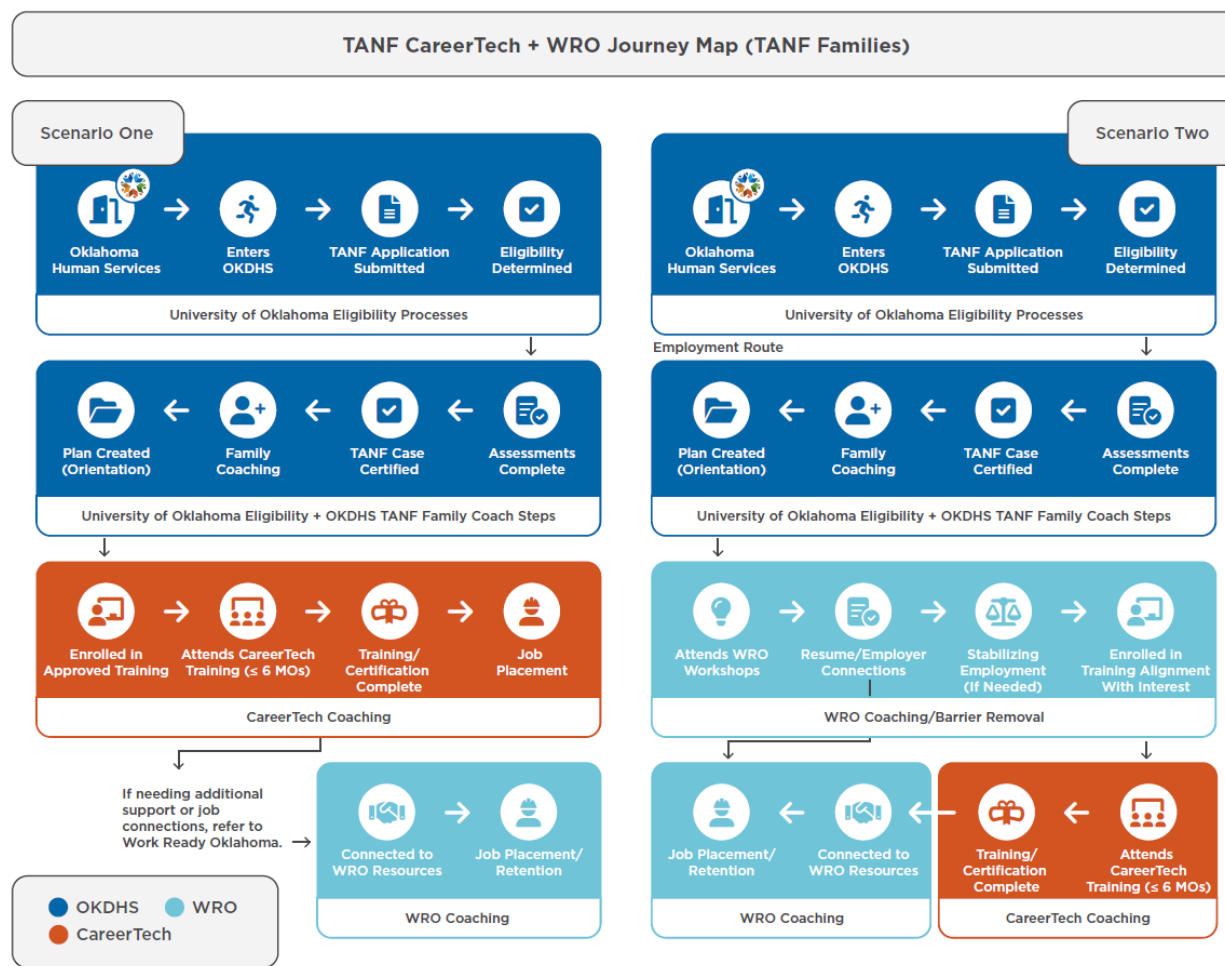 TANF CareerTech + WRO Journey Map (TANF Families)
Scenario One
Oklahoma
Human Services
Enters
OKDHS
TANF Application
Submitted
Eligibility
Determined
University of Oklahoma Eligibility Processes
Plan Created
(Orientation)
Family
Coaching
TANF Case
Certified
Assessments
Complete
University of Oklahoma Eligibility + OKDHS TANF Family Coach Steps
Enrolled in
Approved Training
Attends CareerTech
Training (≤ 6 MOs)
Training/
Certification
Complete
Job
Placement
CareerTech Coaching
If needing additional
support or job
connections, refer to
Work Ready Oklahoma.
Connected to
WRO Resources
Job Placement/
Retention
WRO Coaching
Scenario Two
Oklahoma
Human Services
Enters
OKDHS
TANF Application
Submitted
Eligibility
Determined
University of Oklahoma Eligibility Processes
Employment Route
Plan Created
(Orientation)
Family
Coaching
TANF Case
Certified
Assessments
Complete
University of Oklahoma Eligibility + OKDHS TANF Family Coach Steps
Attends WRO
Workshops
Resume/Employer
Connections
Stabilizing
Employment
(If Needed)
Enrolled in
Training Alignment
With Interest
WRO Coaching/Barrier Removal
Job Placement/
Retention
Connected to
WRO Resources
WRO Coaching
Training/
Certification
Complete
Attends
CareerTech
Training (≤ 6 MOs)
CareerTech Coaching
OKDHS
WRO
CareerTech